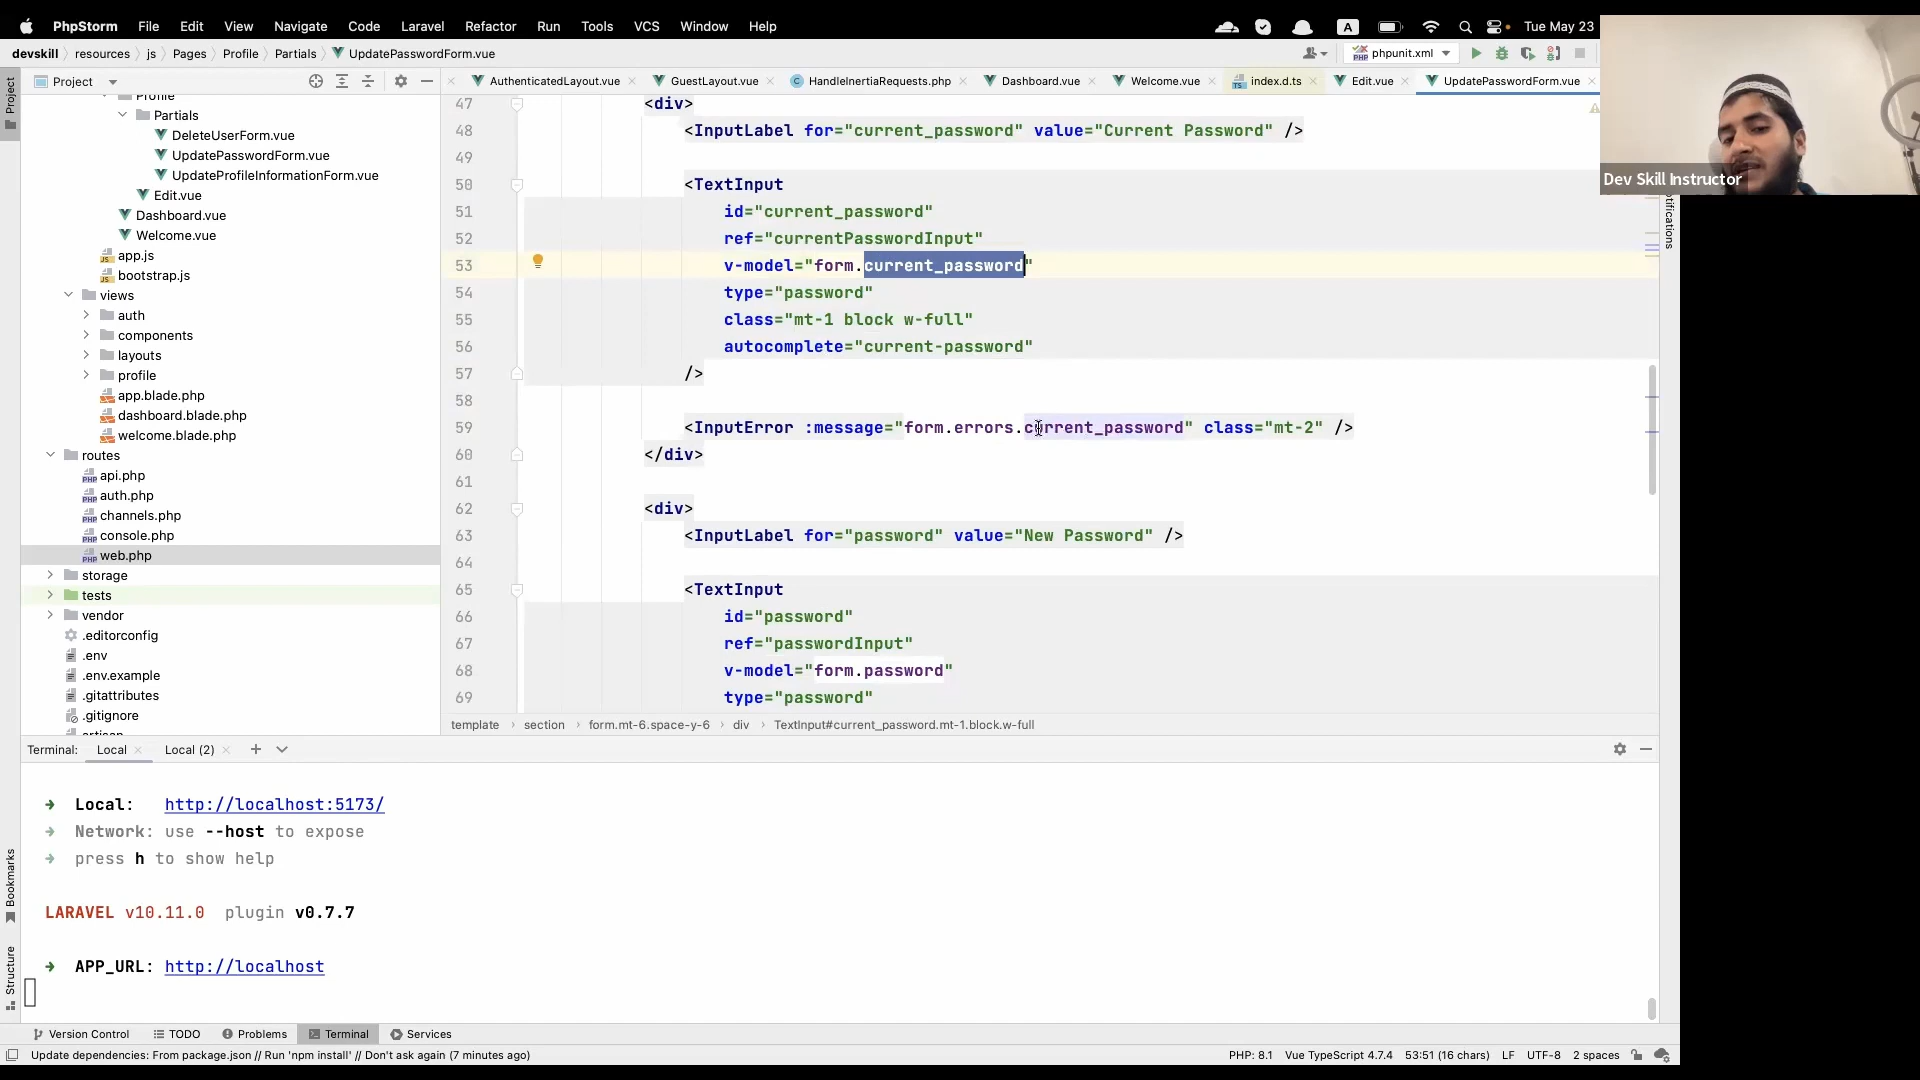 PhpStorm File Edit View Navigate Code Laravel Refactor Run Tools VCS Window Help A Tue May 23
devskill resources js Pages Profile Partials UpdatePasswordForm.vue phpunit.xml
Project AuthenticatedLayout.vue GuestLayout.vue HandleInertiaRequests.php Dashboard.vue Welcome.vue index.d.ts Edit.vue UpdatePasswordForm.vue
Project
Profile
Partials
DeleteUserForm.vue
UpdatePasswordForm.vue
UpdateProfileInformationForm.vue
Edit.vue
Dashboard.vue
Welcome.vue
app.js
bootstrap.js
views
auth
components
layouts
profile
app.blade.php
dashboard.blade.php
welcome.blade.php
routes
api.php
auth.php
channels.php
console.php
web.php
storage
tests
vendor
.editorconfig
.env
.env.example
.gitattributes
.gitignore
47 <div>
48 <InputLabel for="current_password" value="Current Password" />
49
50 <TextInput
51 id="current_password"
52 ref="currentPasswordInput"
53 v-model="form.current_password"
54 type="password"
55 class="mt-1 block w-full"
56 autocomplete="current-password"
57 />
58
59 <InputError :message="form.errors.current_password" class="mt-2" />
60 </div>
61
62 <div>
63 <InputLabel for="password" value="New Password" />
64
65 <TextInput
66 id="password"
67 ref="passwordInput"
68 v-model="form.password"
69 type="password"
template section form.mt-6.space-y-6 div TextInput#current_password.mt-1.block.w-full
Dev Skill Instructor
Terminal: Local Local (2)
➜ Local: http://localhost:5173/
➜ Network: use --host to expose
➜ press h to show help
LARAVEL v10.11.0 plugin v0.7.7
➜ APP_URL: http://localhost
Bookmarks
Structure
Version Control TODO Problems Terminal Services
Update dependencies: From package.json // Run 'npm install' // Don't ask again (7 minutes ago) PHP: 8.1 Vue TypeScript 4.7.4 53:51 (16 chars) LF UTF-8 2 spaces